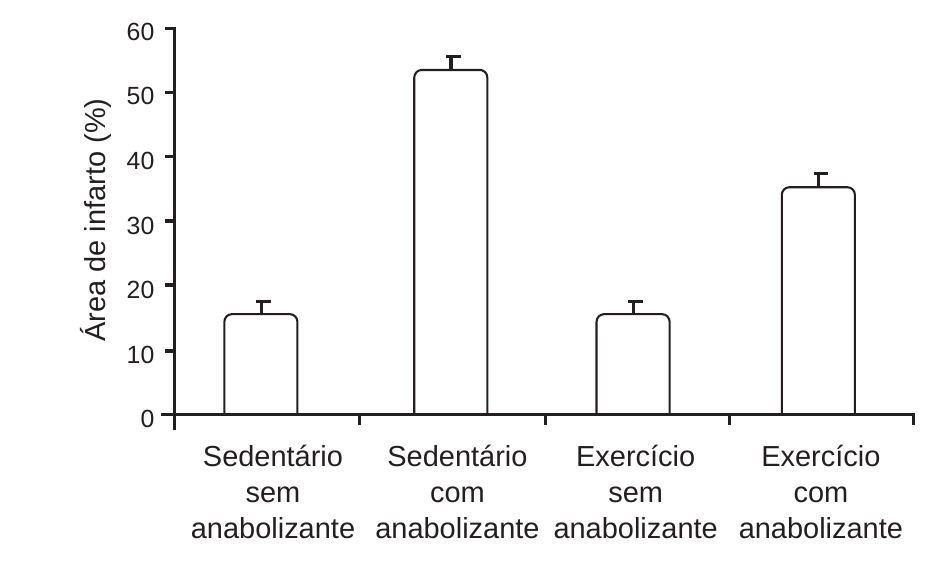 Área de infarto (%)
60
50
40
30
20
10
0
Sedentário
sem
anabolizante
Sedentário
com
anabolizante
Exercício
sem
anabolizante
Exercício
com
anabolizante